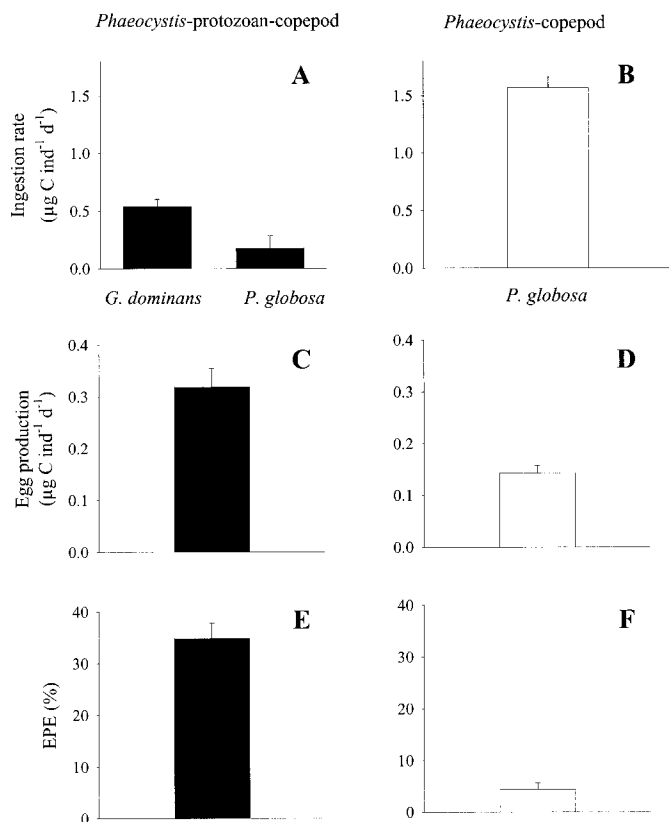 Phaeocystis-protozoan-copepod
Phaeocystis-copepod
A
B
Ingestion rate
(µg C ind⁻¹ d⁻¹)
1.5
1.0
0.5
0.0
1.5
1.0
0.5
0.0
G. dominans P. globosa
P. globosa
C
D
Egg production
(µg C ind⁻¹ d⁻¹)
0.4
0.3
0.2
0.1
0.0
0.4
0.3
0.2
0.1
0.0
E
F
EPE (%)
40
30
20
10
0
40
30
20
10
0